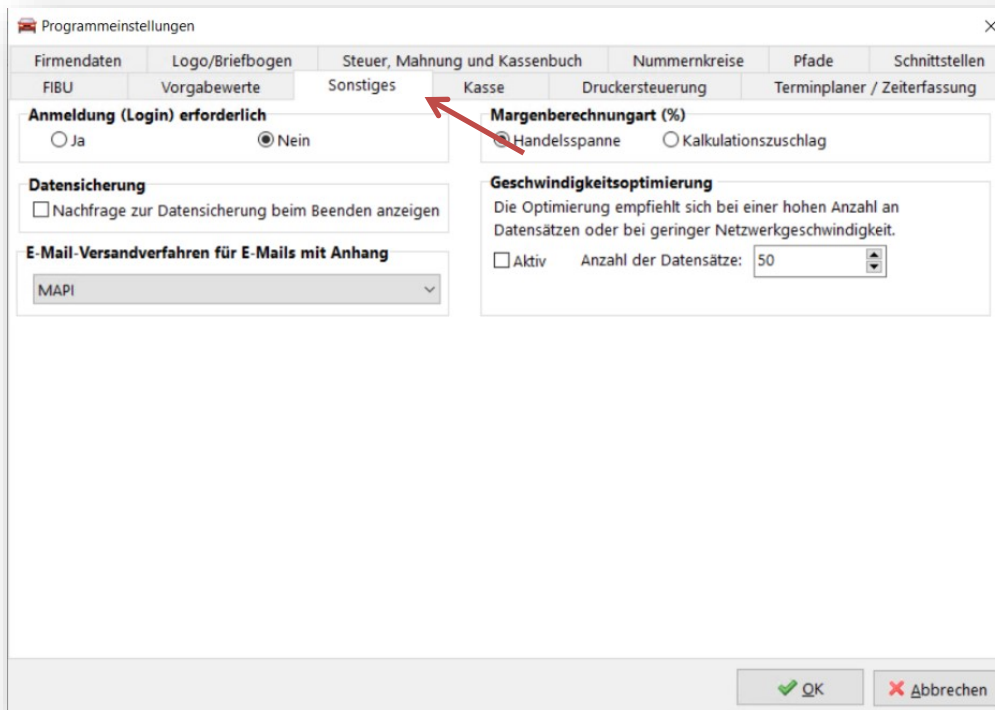 Programmeinstellungen
Firmendaten Logo/Briefbogen Steuer, Mahnung und Kassenbuch Nummernkreise Pfade Schnittstellen
FIBU Vorgabewerte Sonstiges Kasse Druckersteuerung Terminplaner / Zeiterfassung
Anmeldung (Login) erforderlich
Ja Nein
Datensicherung
Nachfrage zur Datensicherung beim Beenden anzeigen
E-Mail-Versandverfahren für E-Mails mit Anhang
MAPI
Margenberechnungart (%)
Handelsspanne Kalkulationszuschlag
Geschwindigkeitsoptimierung
Die Optimierung empfiehlt sich bei einer hohen Anzahl an
Datensätzen oder bei geringer Netzwerkgeschwindigkeit.
Aktiv Anzahl der Datensätze: 50
OK Abbrechen